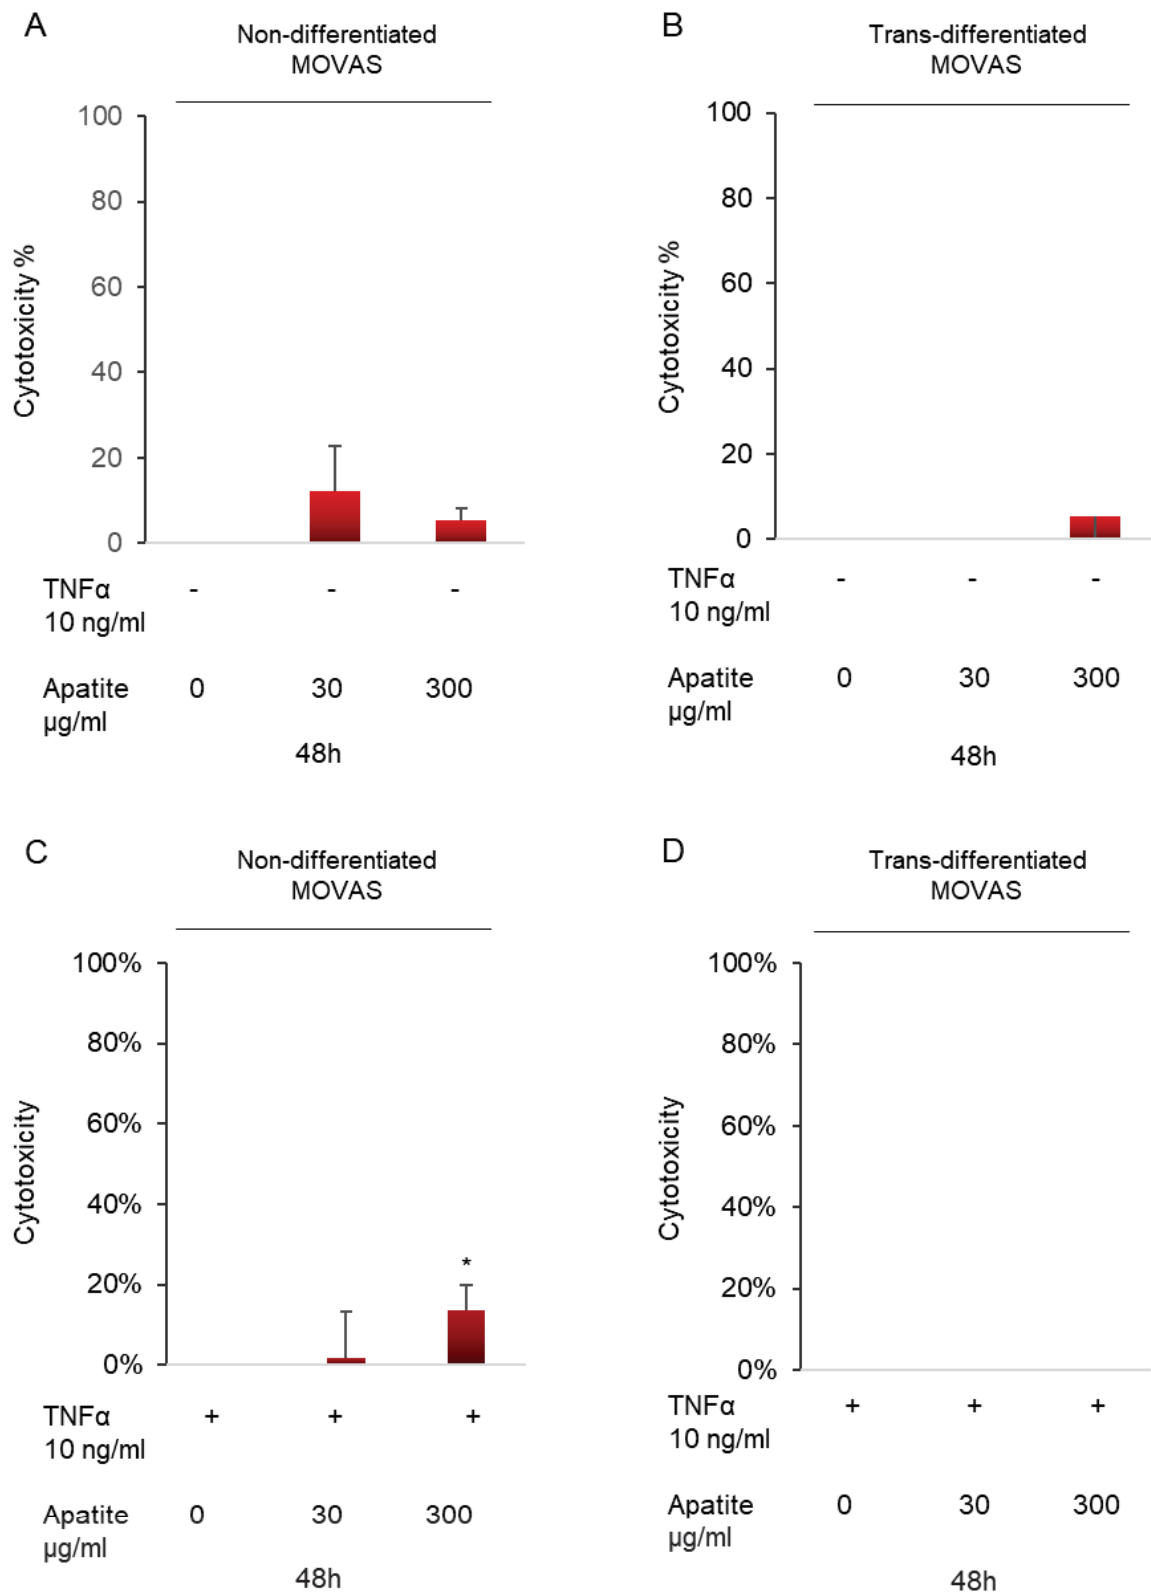 A
Non-differentiated
MOVAS
100
80
60
40
20
0
Cytotoxicity %
TNFα - - -
10 ng/ml
Apatite 0 30 300
µg/ml
48h
B
Trans-differentiated
MOVAS
100
80
60
40
20
0
Cytotoxicity %
TNFα - - -
10 ng/ml
Apatite 0 30 300
µg/ml
48h
C
Non-differentiated
MOVAS
100%
80%
60%
40%
20%
0%
Cytotoxicity
*
TNFα + + +
10 ng/ml
Apatite 0 30 300
µg/ml
48h
D
Trans-differentiated
MOVAS
100%
80%
60%
40%
20%
0%
Cytotoxicity
TNFα + + +
10 ng/ml
Apatite 0 30 300
µg/ml
48h